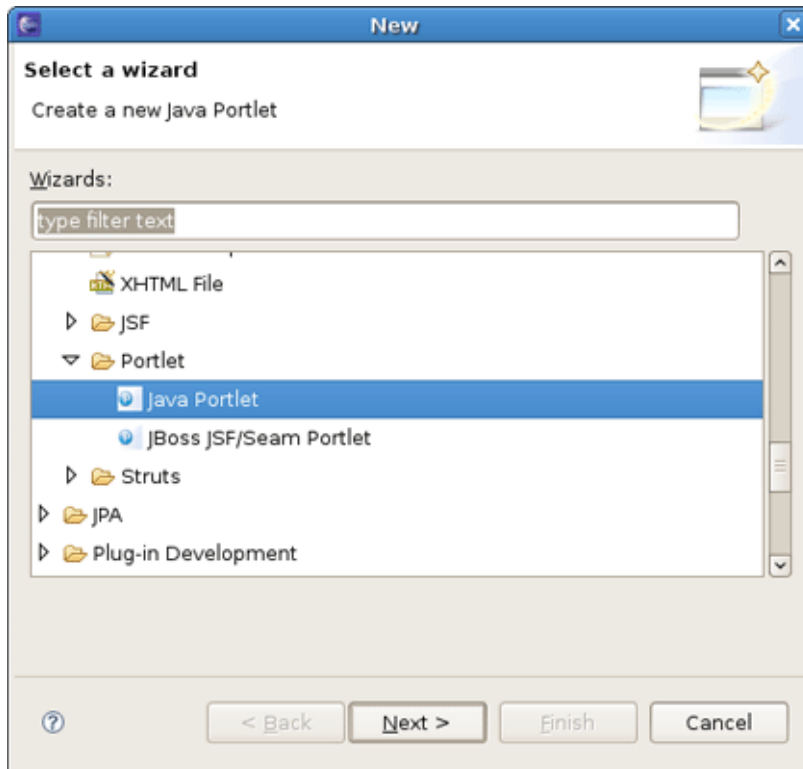 New
Select a wizard
Create a new Java Portlet
Wizards:
type filter text
XHTML File
JSF
Portlet
Java Portlet
JBoss JSF/Seam Portlet
Struts
JPA
Plug-in Development
< Back Next > Finish Cancel